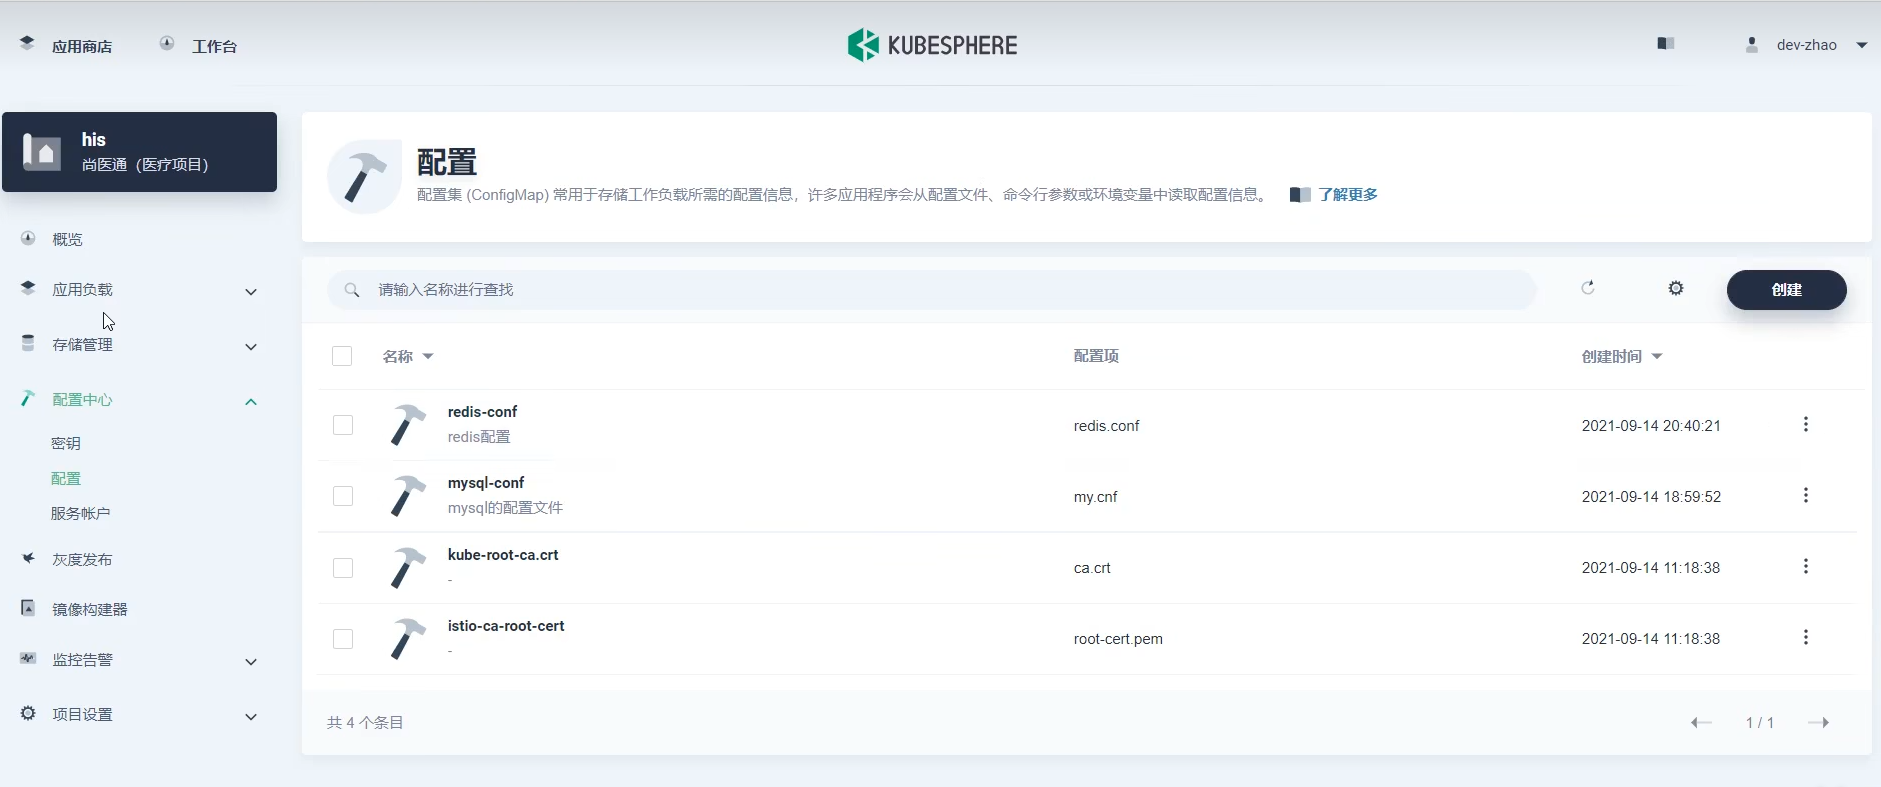 应用商店 工作台 KUBESPHERE dev-zhao
his
尚医通（医疗项目）
概览
应用负载
存储管理
配置中心
密钥
配置
服务帐户
灰度发布
镜像构建器
监控告警
项目设置
配置
配置集 (ConfigMap) 常用于存储工作负载所需的配置信息，许多应用程序会从配置文件、命令行参数或环境变量中读取配置信息。 了解更多
请输入名称进行查找 创建
名称 配置项 创建时间
redis-conf
redis配置
redis.conf 2021-09-14 20:40:21
mysql-conf
mysql的配置文件
my.cnf 2021-09-14 18:59:52
kube-root-ca.crt
-
ca.crt 2021-09-14 11:18:38
istio-ca-root-cert
-
root-cert.pem 2021-09-14 11:18:38
共 4 个条目 1 / 1